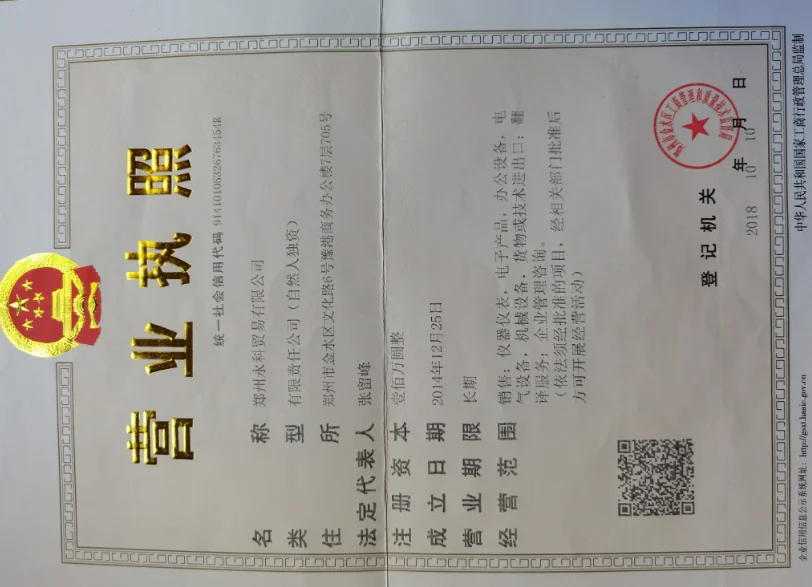 营业执照
统一社会信用代码 91410105326763454R
名称 郑州永科贸易有限公司
类型 有限责任公司（自然人独资）
住所 郑州市金水区文化路6号豫港商务办公楼7层705号
法定代表人 张留峰
注册资本 壹佰万圆整
成立日期 2014年12月25日
营业期限 长期
经营范围 销售：仪器仪表，电子产品，办公设备，电
气设备，机械设备，货物或技术进出口；翻
译服务；企业管理咨询。
（依法须经批准的项目，经相关部门批准后
方可开展经营活动）
登记机关
2018年10月10日
企业信用信息公示系统网址：http://gsxt.haaic.gov.cn
中华人民共和国国家工商行政管理总局监制